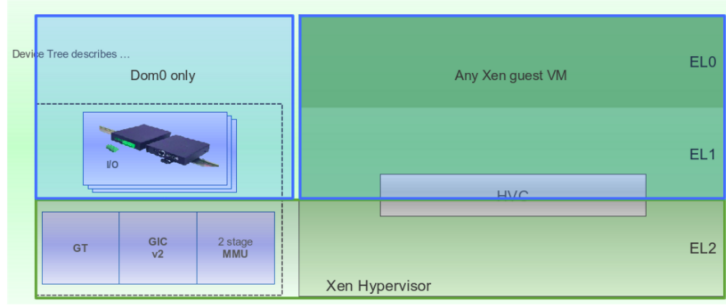 Device Tree describes ...
Dom0 only
Any Xen guest VM
EL0
I/O
EL1
HVC
GT
GIC
v2
2 stage
MMU
EL2
Xen Hypervisor